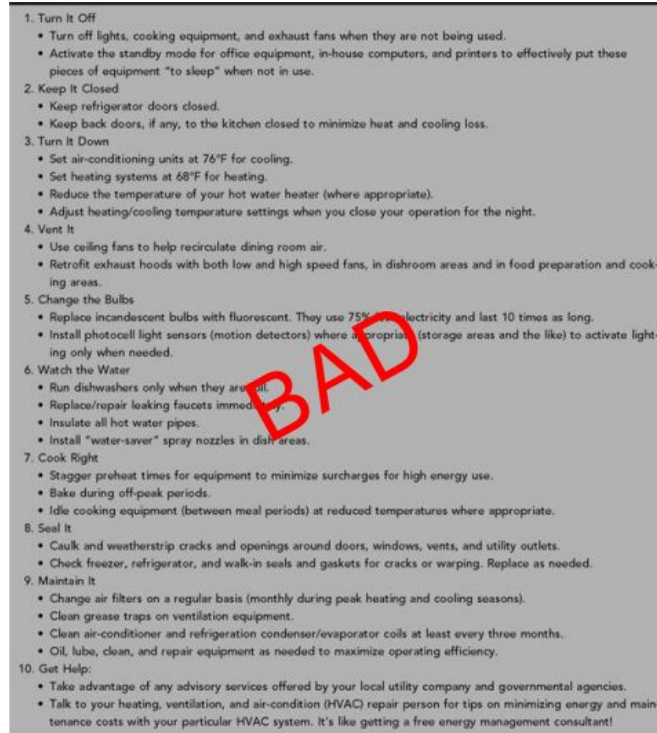 1. Turn It Off
• Turn off lights, cooking equipment, and exhaust fans when they are not being used.
• Activate the standby mode for office equipment, in-house computers, and printers to effectively put these
pieces of equipment "to sleep" when not in use.
2. Keep It Closed
• Keep refrigerator doors closed.
• Keep back doors, if any, to the kitchen closed to minimize heat and cooling loss.
3. Turn It Down
• Set air-conditioning units at 76°F for cooling.
• Set heating systems at 68°F for heating.
• Reduce the temperature of your hot water heater (where appropriate).
• Adjust heating/cooling temperature settings when you close your operation for the night.
4. Vent It
• Use ceiling fans to help recirculate dining room air.
• Retrofit exhaust hoods with both low and high speed fans, in dishroom areas and in food preparation and cook-
ing areas.
5. Change the Bulbs
• Replace incandescent bulbs with fluorescent. They use 75% electricity and last 10 times as long.
• Install photocell light sensors (motion detectors) where appropriate (storage areas and the like) to activate light-
ing only when needed.
6. Watch the Water
• Run dishwashers only when they are full.
• Replace/repair leaking faucets immediately.
• Insulate all hot water pipes.
• Install "water-saver" spray nozzles in dish areas.
BAD
7. Cook Right
• Stagger preheat times for equipment to minimize surcharges for high energy use.
• Bake during off-peak periods.
• Idle cooking equipment (between meal periods) at reduced temperatures where appropriate.
8. Seal It
• Caulk and weatherstrip cracks and openings around doors, windows, vents, and utility outlets.
• Check freezer, refrigerator, and walk-in seals and gaskets for cracks or warping. Replace as needed.
9. Maintain It
• Change air filters on a regular basis (monthly during peak heating and cooling seasons).
• Clean grease traps on ventilation equipment.
• Clean air-conditioner and refrigeration condenser/evaporator coils at least every three months.
• Oil, lube, clean, and repair equipment as needed to maximize operating efficiency.
10. Get Help:
• Take advantage of any advisory services offered by your local utility company and governmental agencies.
• Talk to your heating, ventilation, and air-condition (HVAC) repair person for tips on minimizing energy and main-
tenance costs with your particular HVAC system. It's like getting a free energy management consultant!